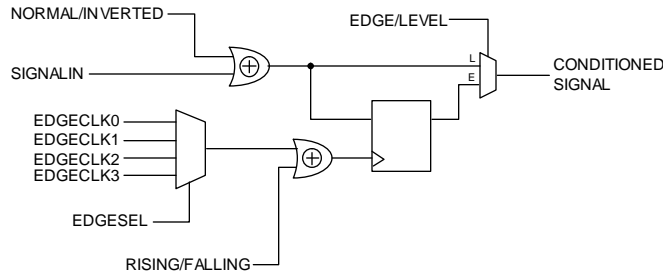 NORMAL/INVERTED
EDGE/LEVEL
SIGNALIN
L
E
CONDITIONED
SIGNAL
EDGECLK0
EDGECLK1
EDGECLK2
EDGECLK3
EDGESEL
RISING/FALLING